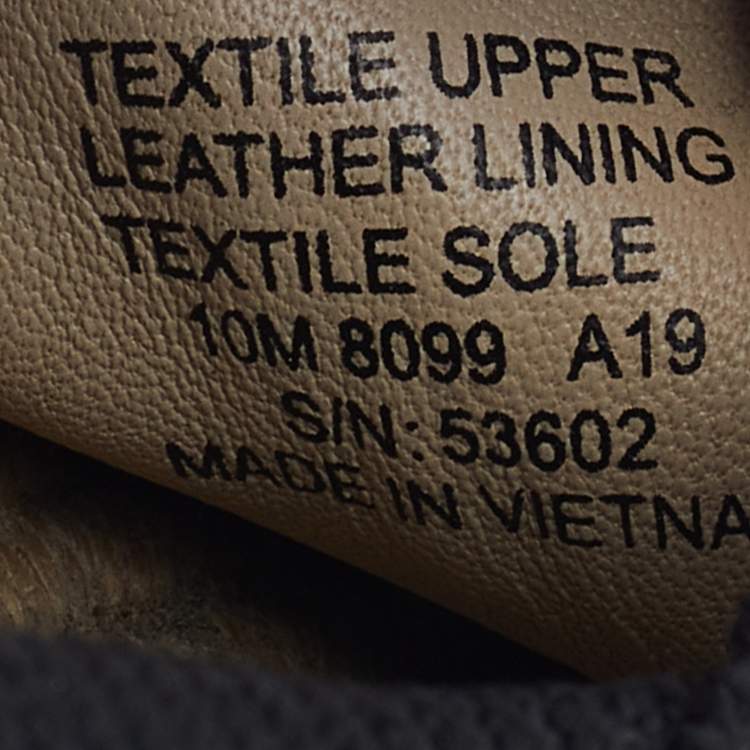 TEXTILE UPPER
LEATHER LINING
TEXTILE SOLE
10M 8099 A19
S/N: 53602
MADE IN VIETNA